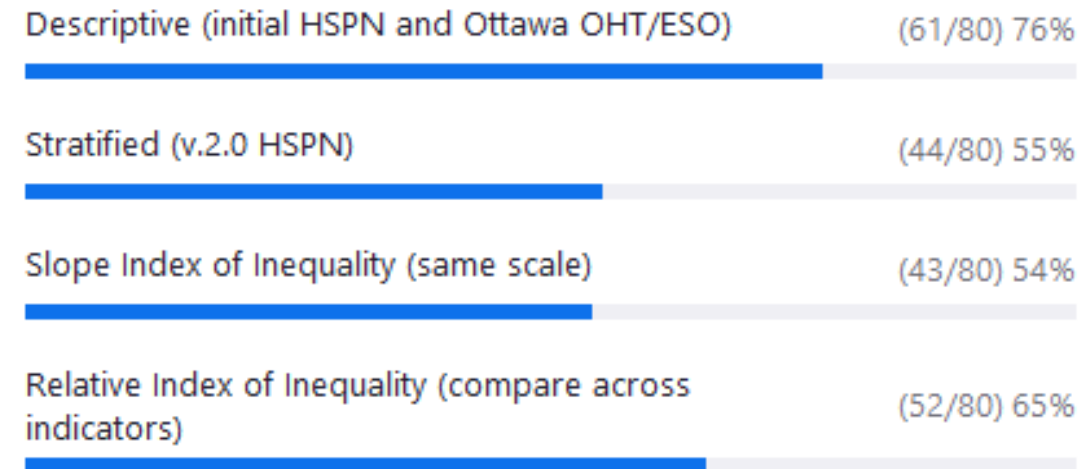 Descriptive (initial HSPN and Ottawa OHT/ESO) (61/80) 76%
Stratified (v.2.0 HSPN) (44/80) 55%
Slope Index of Inequality (same scale) (43/80) 54%
Relative Index of Inequality (compare across
indicators) (52/80) 65%